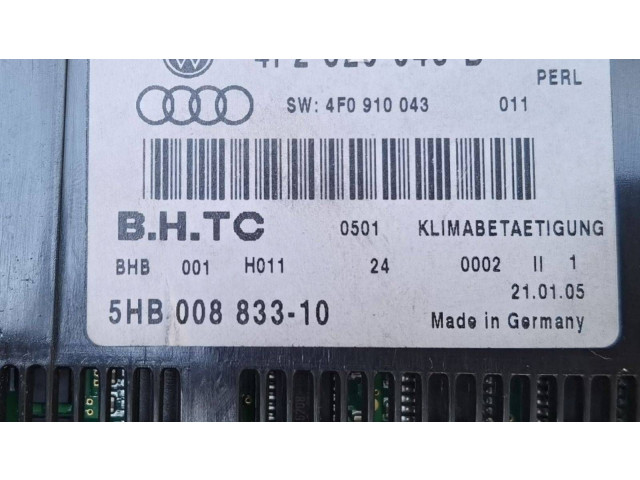 PERL
SW: 4F0 910 043 011
B.H.TC 0501 KLIMABETAETIGUNG
BHB 001 H011 24 0002 II 1
21.01.05
5HB 008 833-10 Made in Germany